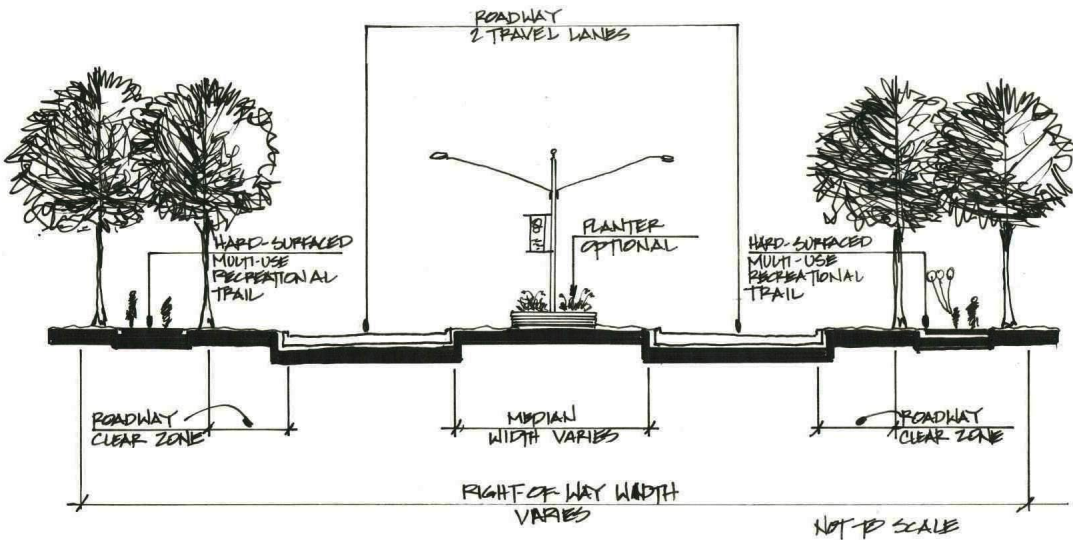 ROADWAY
2 TRAVEL LANES
HARD-SURFACED
MULTI-USE
RECREATIONAL
TRAIL
PLANTER
OPTIONAL
HARD-SURFACED
MULTI-USE
RECREATIONAL
TRAIL
ROADWAY
CLEAR ZONE
MEDIAN
WIDTH VARIES
ROADWAY
CLEAR ZONE
RIGHT-OF-WAY WIDTH
VARIES
NOT TO SCALE